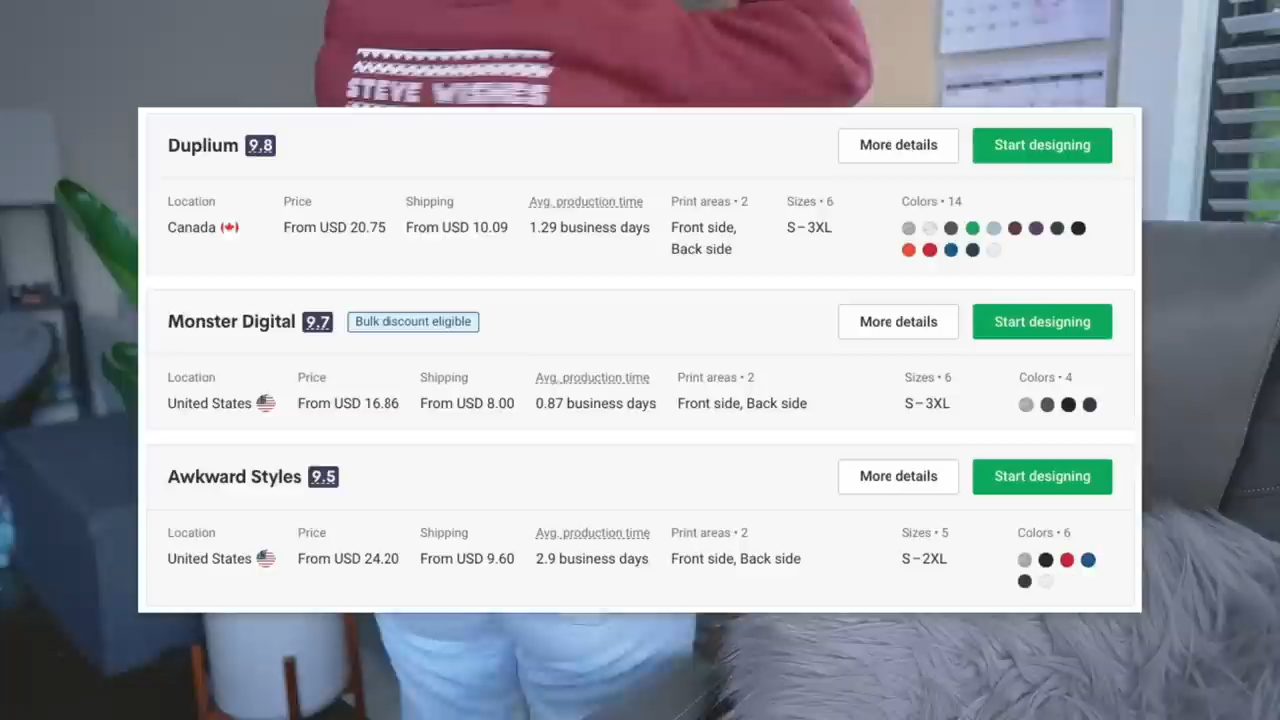 STEVE WISHES
Duplium 9.8
More details
Start designing
Location Price Shipping Avg. production time Print areas • 2 Sizes • 6 Colors • 14
Canada From USD 20.75 From USD 10.09 1.29 business days Front side, S–3XL
Back side
Monster Digital 9.7 Bulk discount eligible
More details
Start designing
Location Price Shipping Avg. production time Print areas • 2 Sizes • 6 Colors • 4
United States From USD 16.86 From USD 8.00 0.87 business days Front side, Back side S–3XL
Awkward Styles 9.5
More details
Start designing
Location Price Shipping Avg. production time Print areas • 2 Sizes • 5 Colors • 6
United States From USD 24.20 From USD 9.60 2.9 business days Front side, Back side S–2XL